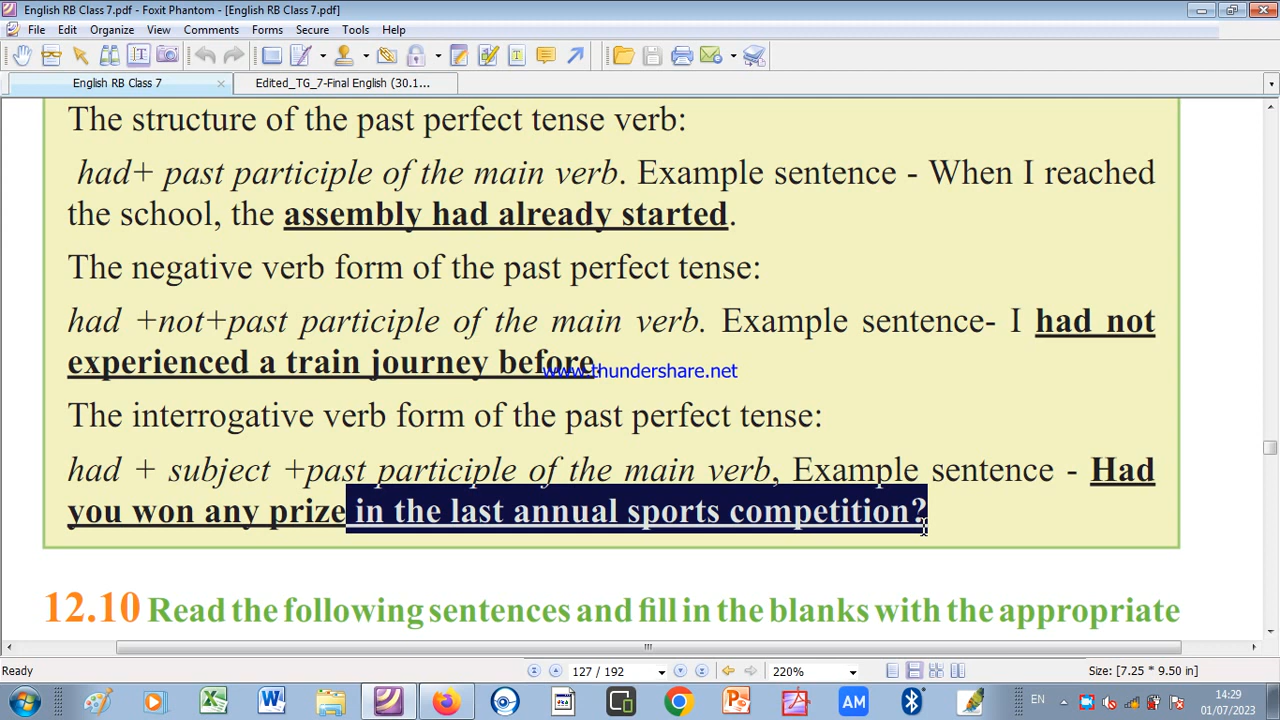 English RB Class 7.pdf - Foxit Phantom - [English RB Class 7.pdf]
File Edit Organize View Comments Forms Secure Tools Help
English RB Class 7 Edited_TG_7-Final English (30.1...
The structure of the past perfect tense verb:
had+ past participle of the main verb. Example sentence - When I reached
the school, the assembly had already started.
The negative verb form of the past perfect tense:
had +not+past participle of the main verb. Example sentence- I had not
experienced a train journey before.
www.thundershare.net
The interrogative verb form of the past perfect tense:
had + subject +past participle of the main verb, Example sentence - Had
you won any prize in the last annual sports competition?
12.10 Read the following sentences and fill in the blanks with the appropriate
Ready 127 / 192 220% Size: [7.25 * 9.50 in]
AM EN 14:29
01/07/2023